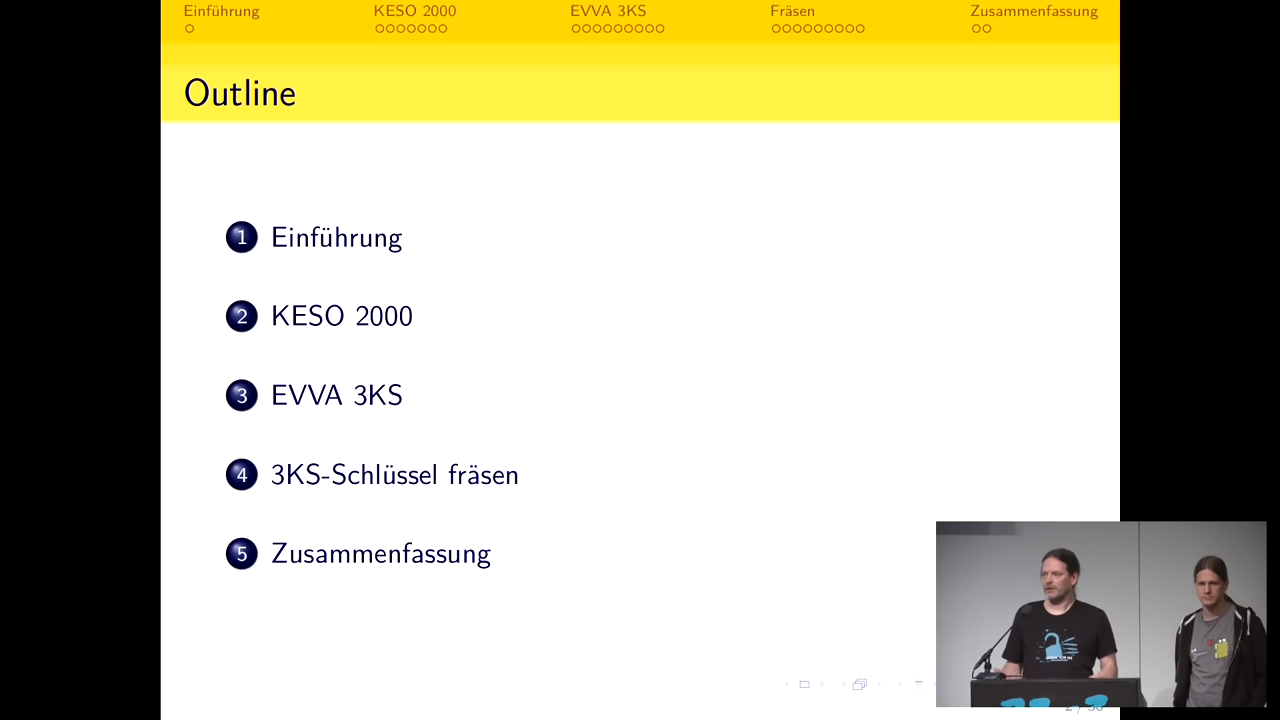 Einführung KESO 2000 EVVA 3KS Fräsen Zusammenfassung
Outline
1 Einführung
2 KESO 2000
3 EVVA 3KS
4 3KS-Schlüssel fräsen
5 Zusammenfassung